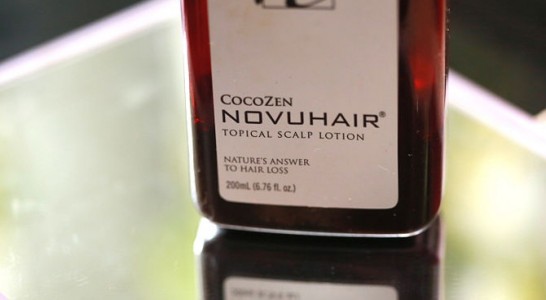 CocoZen
NOVUHAIR®
TOPICAL SCALP LOTION
NATURE'S ANSWER
TO HAIR LOSS
200mL (6.76 fl. oz.)